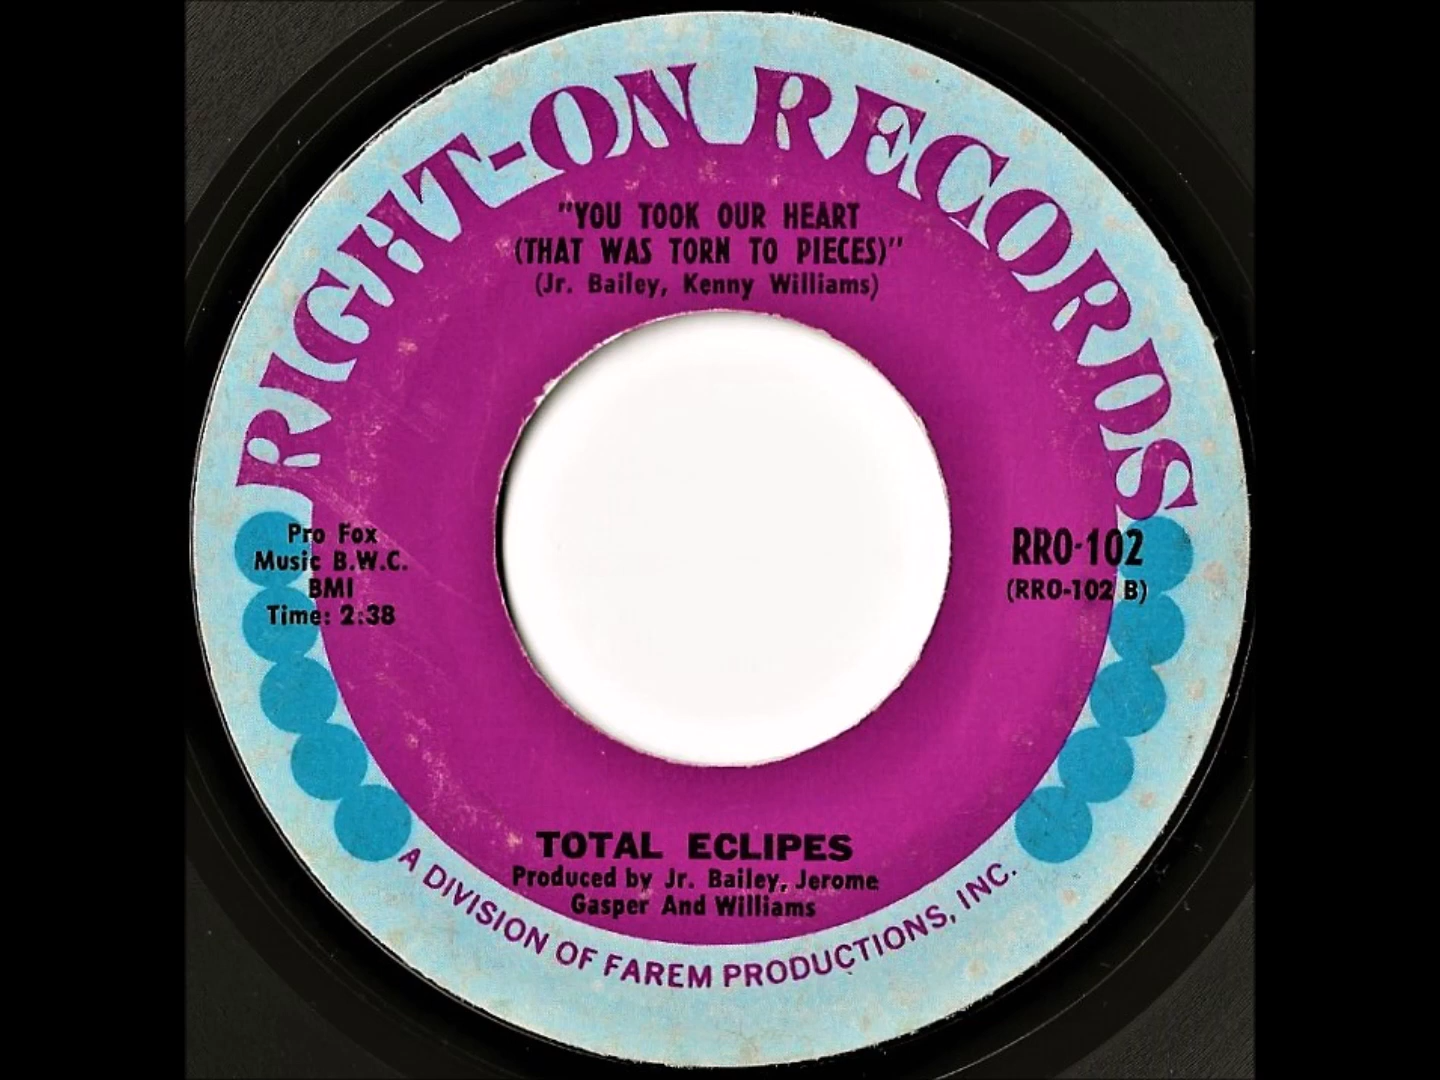 RIGHT-ON RECORDS
"YOU TOOK OUR HEART
(THAT WAS TORN TO PIECES)"
(Jr. Bailey, Kenny Williams)
Pro Fox
Music B.W.C.
BMI
Time: 2:38
RRO-102
(RRO-102 B)
TOTAL ECLIPES
Produced by Jr. Bailey, Jerome
Gasper And Williams
A DIVISION OF FAREM PRODUCTIONS, INC.